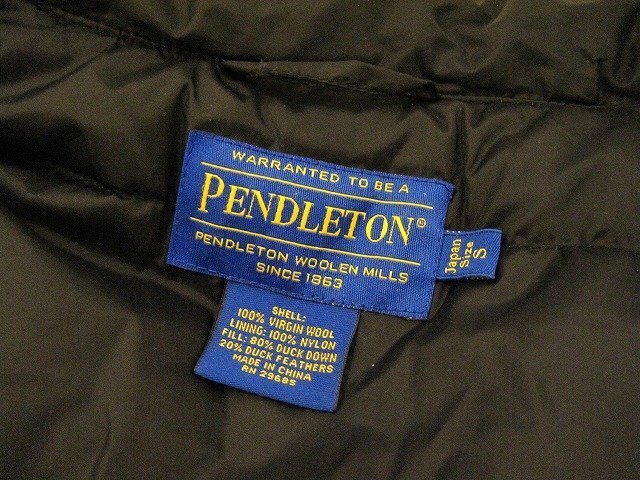 WARRANTED TO BE A
PENDLETON®
PENDLETON WOOLEN MILLS
SINCE 1863
Japan
Size
S
SHELL:
100% VIRGIN WOOL
LINING: 100% NYLON
FILL: 80% DUCK DOWN
20% DUCK FEATHERS
MADE IN CHINA
RN 29685